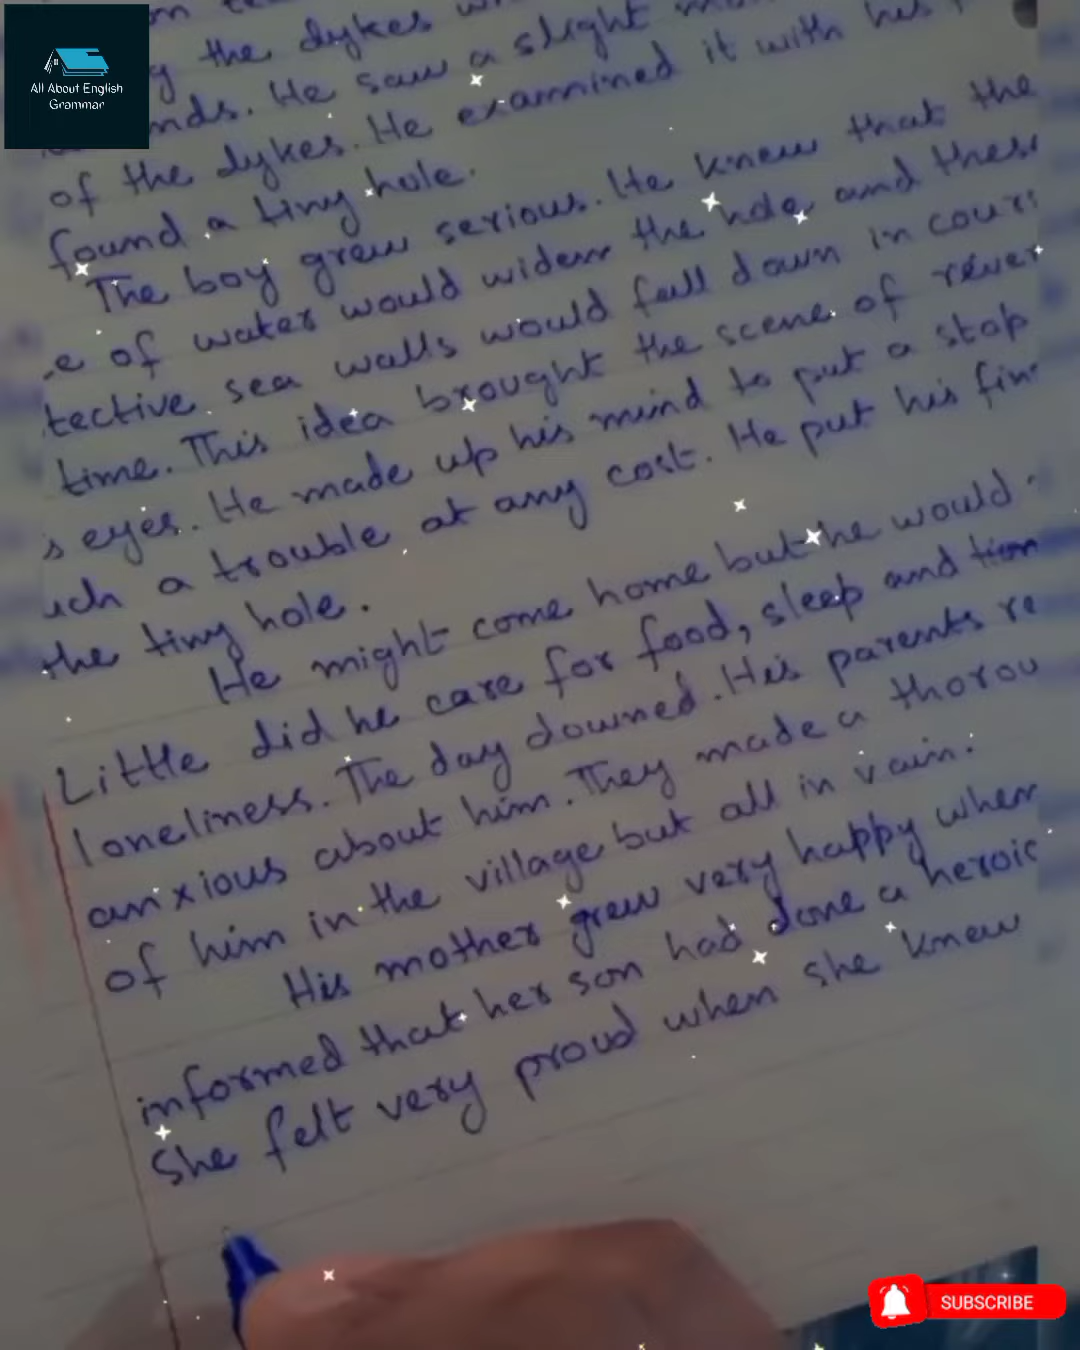 All About English
Grammar
the dykes
He saw a slight
of the dykes. He examined it with his
found a tiny hole.
The boy grew serious. He knew that the
e of water would widen the hole and these
tective sea walls would fall down in cours
time. This idea brought the scene of
s eyes. He made up his mind to put a stop
uch a trouble at any cost. He put his fin
the tiny hole.
He might come home but he would
Little did he care for food, sleep and
loneliness. The day downed. His parents
anxious about him. They made a thorou
of him in the village but all in vain.
His mother grew very happy when
informed that her son had done a heroic
She felt very proud when she knew
SUBSCRIBE